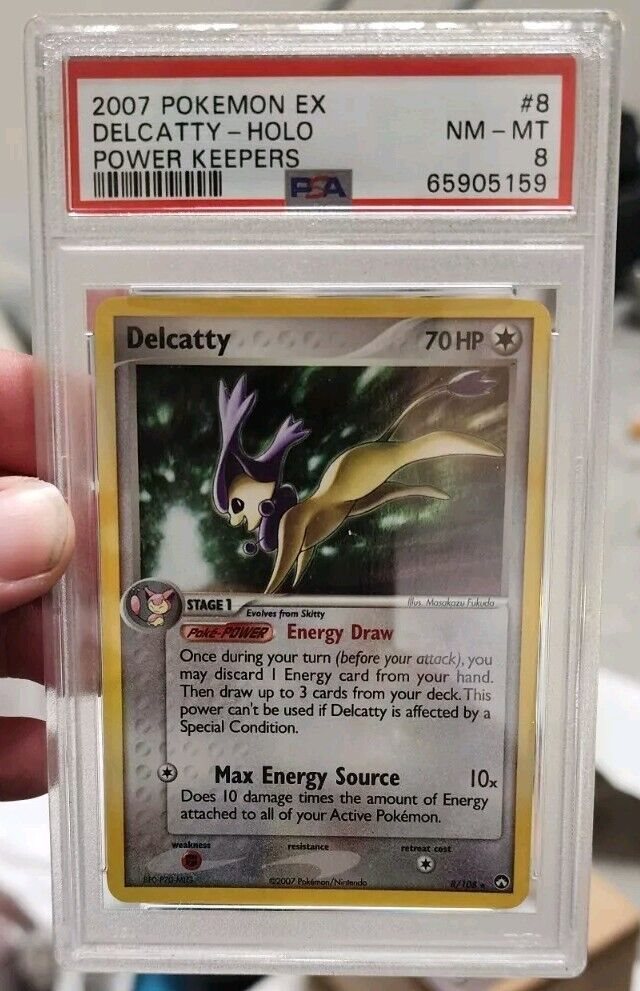 2007 POKEMON EX #8
DELCATTY - HOLO NM - MT
POWER KEEPERS 8
PSA 65905159
Delcatty 70 HP
Illus. Masakazu Fukuda
STAGE 1
Evolves from Skitty
Poké-POWER Energy Draw
Once during your turn (before your attack), you
may discard 1 Energy card from your hand.
Then draw up to 3 cards from your deck. This
power can't be used if Delcatty is affected by a
Special Condition.
Max Energy Source 10x
Does 10 damage times the amount of Energy
attached to all of your Active Pokémon.
weakness resistance retreat cost
©2007 Pokémon/Nintendo 8/108 ★